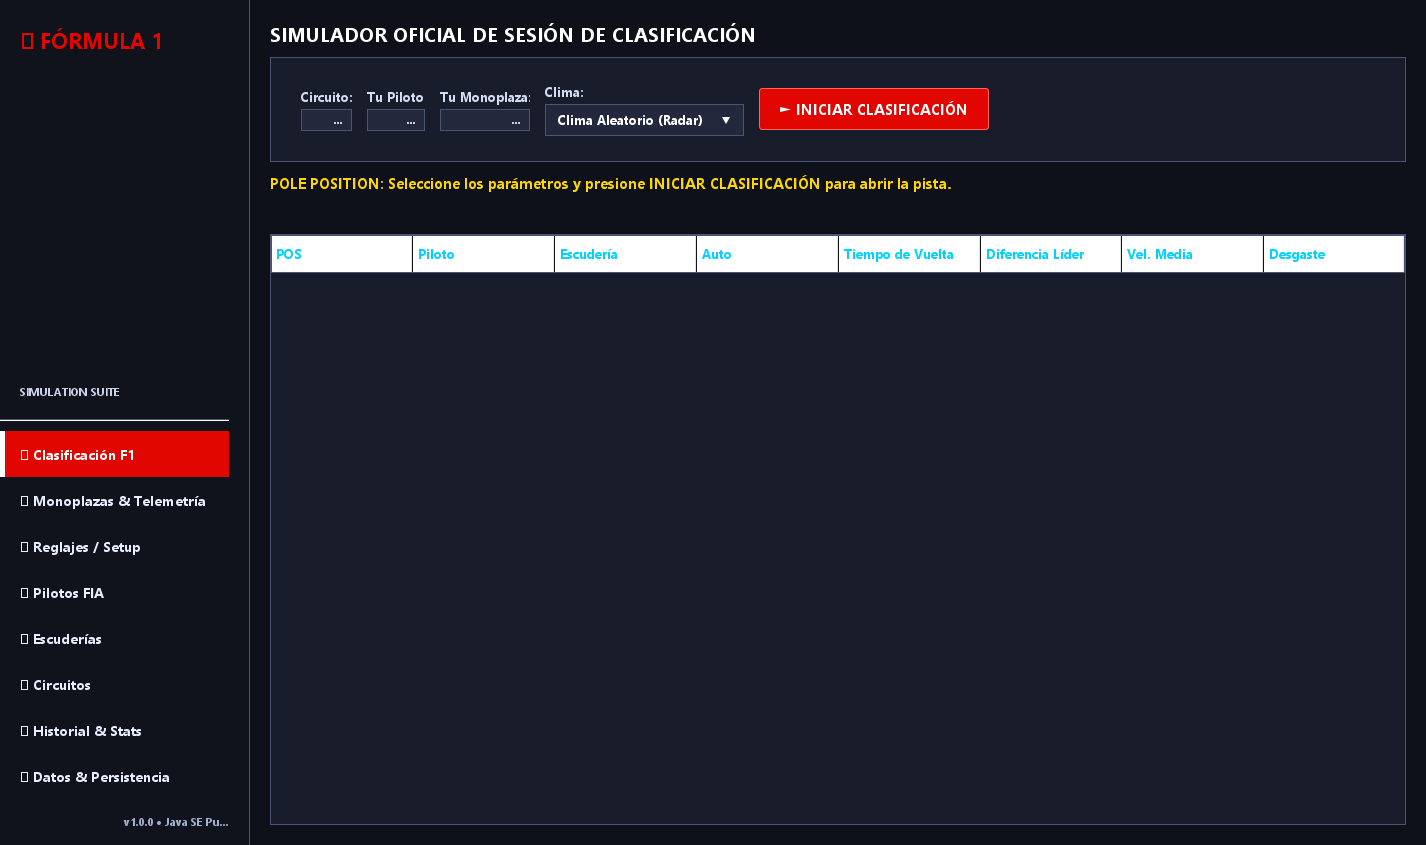 FÓRMULA 1
SIMULATION SUITE
Clasificación F1
Monoplazas & Telemetría
Reglajes / Setup
Pilotos FIA
Escuderías
Circuitos
Historial & Stats
Datos & Persistencia
v1.0.0 • Java SE Pu...
SIMULADOR OFICIAL DE SESIÓN DE CLASIFICACIÓN
Circuito: Tu Piloto Tu Monoplaza: Clima:
... ... ... Clima Aleatorio (Radar) ▼ ► INICIAR CLASIFICACIÓN
POLE POSITION: Seleccione los parámetros y presione INICIAR CLASIFICACIÓN para abrir la pista.
POS Piloto Escudería Auto Tiempo de Vuelta Diferencia Líder Vel. Media Desgaste